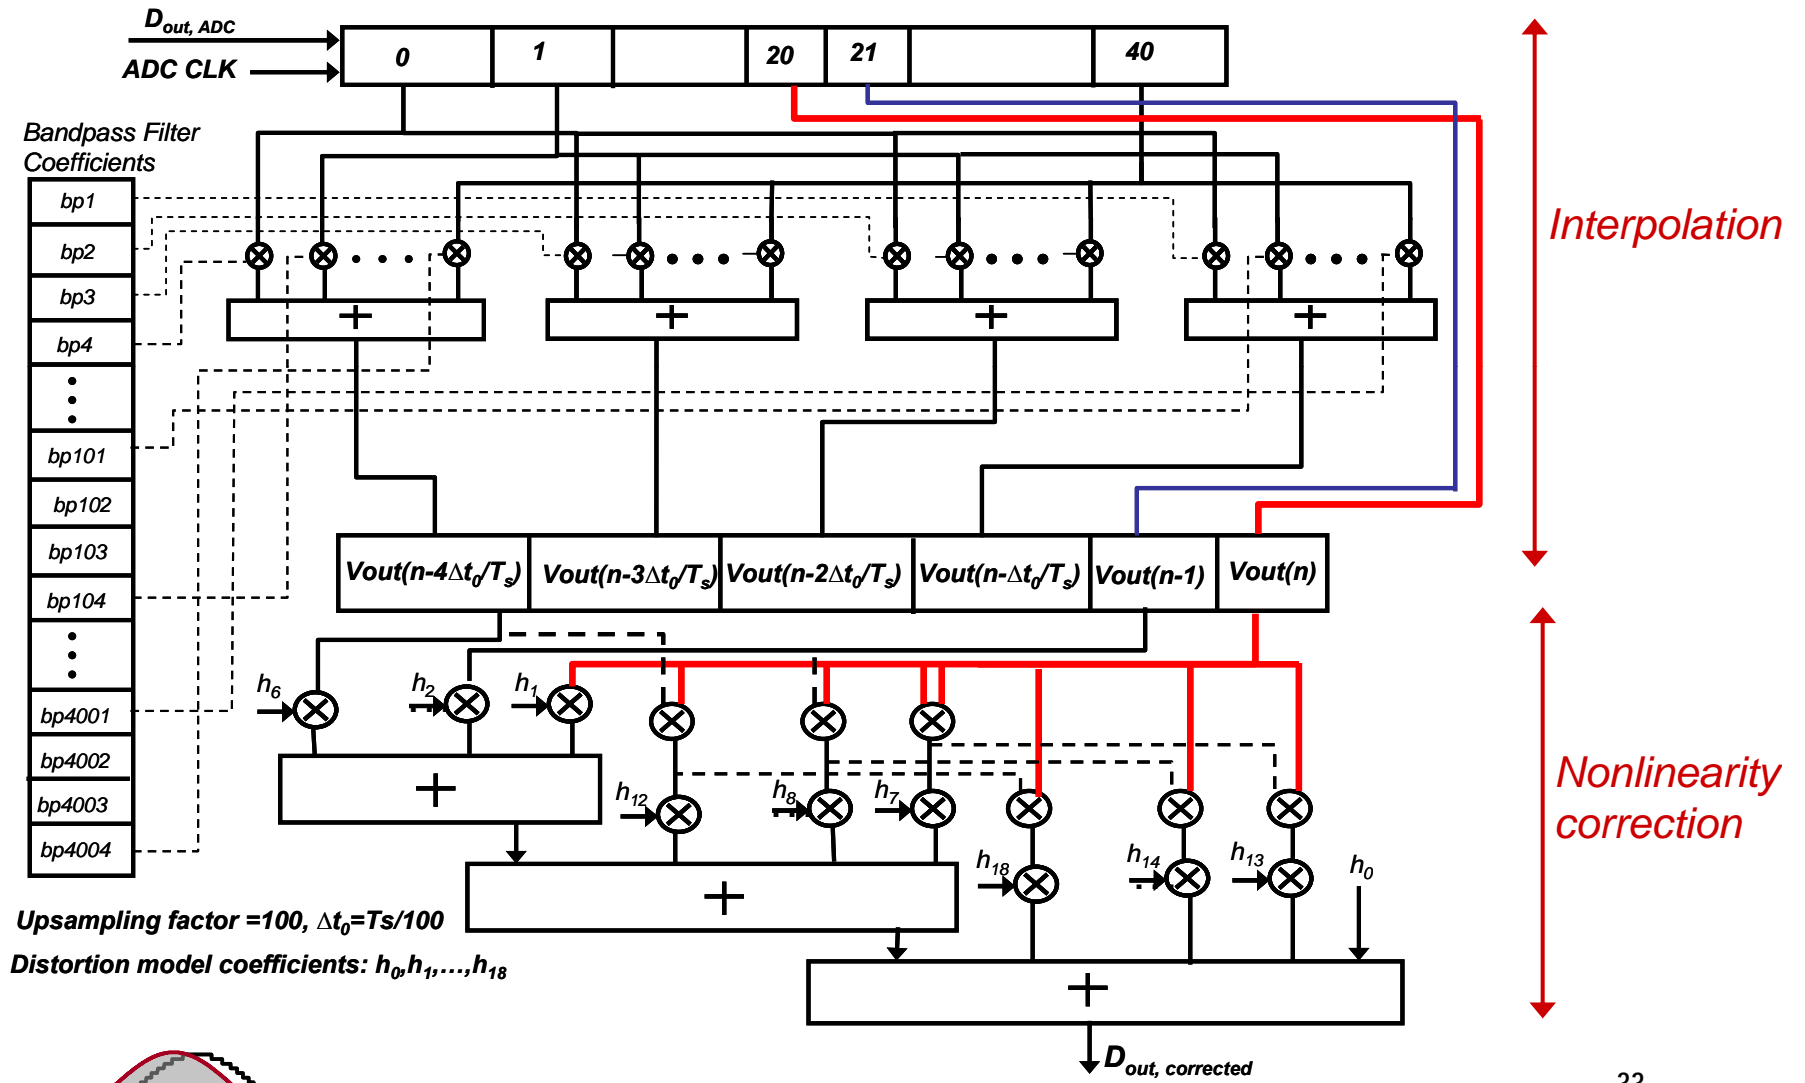 D_out, ADC
ADC CLK
0 1 20 21 40
Bandpass Filter
Coefficients
bp1
bp2
bp3
bp4
bp101
bp102
bp103
bp104
bp4001
bp4002
bp4003
bp4004
+ + + +
Interpolation
Vout(n-4Δt₀/Tₛ) Vout(n-3Δt₀/Tₛ) Vout(n-2Δt₀/Tₛ) Vout(n-Δt₀/Tₛ) Vout(n-1) Vout(n)
h₆ h₂ h₁
+
h₁₂ h₈ h₇
+
h₁₈ h₁₄ h₁₃ h₀
+
Nonlinearity
correction
Upsampling factor =100, Δt₀=Ts/100
Distortion model coefficients: h₀,h₁,…,h₁₈
D_out, corrected